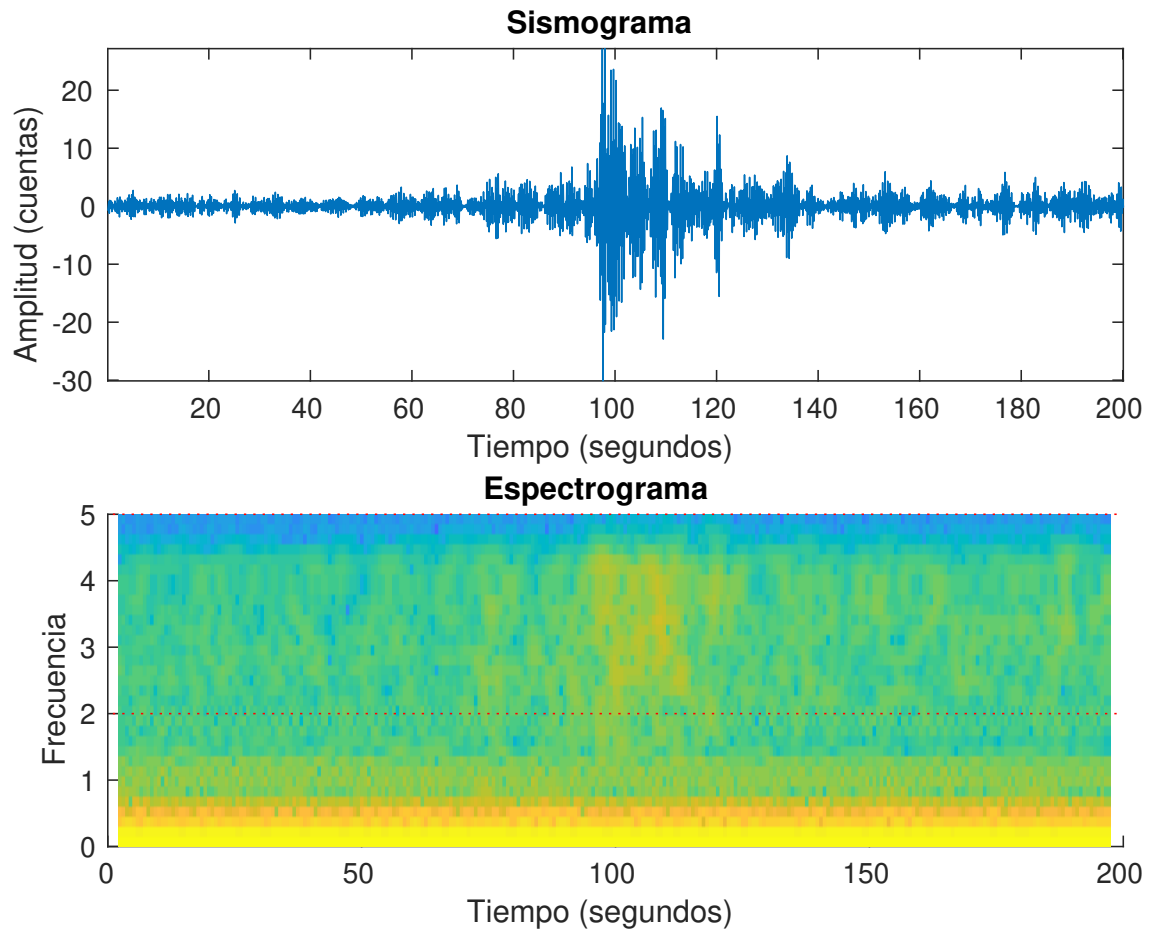 Sismograma
Amplitud (cuentas)
20
10
0
-10
-20
-30
20 40 60 80 100 120 140 160 180 200
Tiempo (segundos)
Espectrograma
Frecuencia
5
4
3
2
1
0
0 50 100 150 200
Tiempo (segundos)